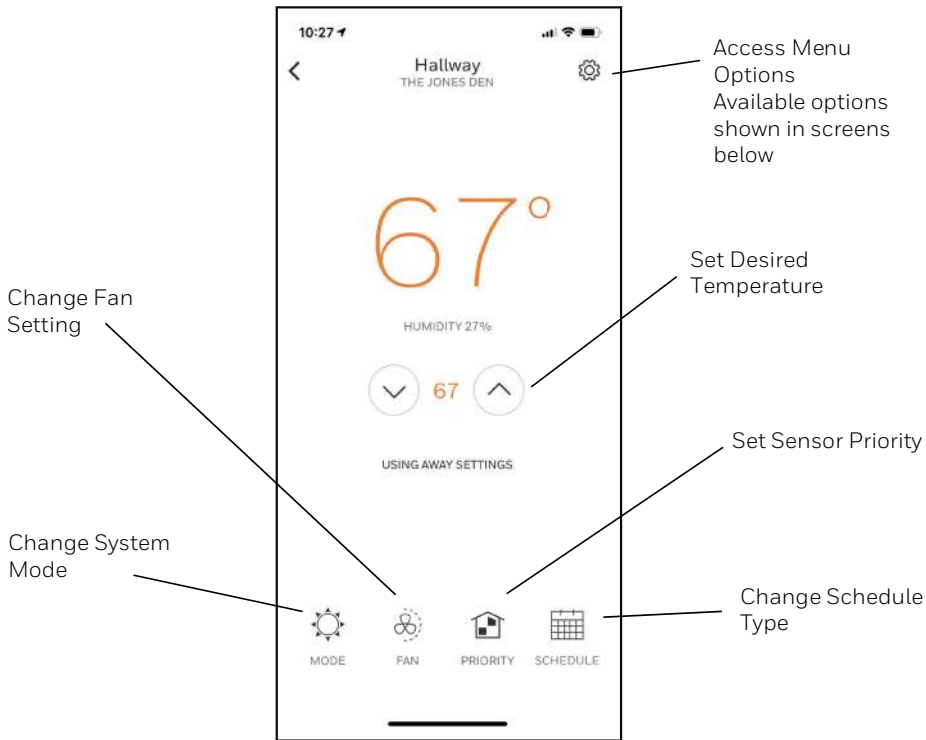 10:27
Hallway
THE JONES DEN
Access Menu
Options
Available options
shown in screens
below
67°
Set Desired
Temperature
Change Fan
Setting
HUMIDITY 27%
67
Set Sensor Priority
USING AWAY SETTINGS
Change System
Mode
Change Schedule
Type
MODE
FAN
PRIORITY
SCHEDULE